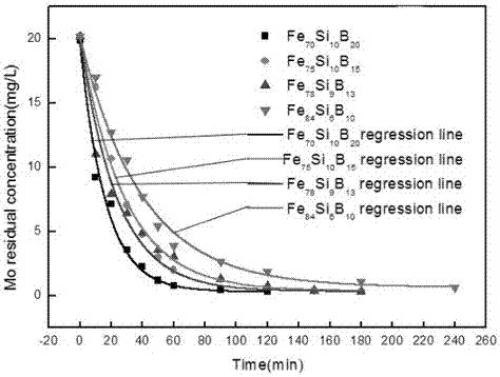 Fe70Si10B20
Fe75Si10B15
Fe78Si9B13
Fe84Si6B10
Fe70Si10B20 regression line
Fe75Si10B15 regression line
Fe78Si9B13 regression line
Fe84Si6B10 regression line
Mo residual concentration(mg/L)
20
15
10
5
0
-20 0 20 40 60 80 100 120 140 160 180 200 220 240 260
Time(min)